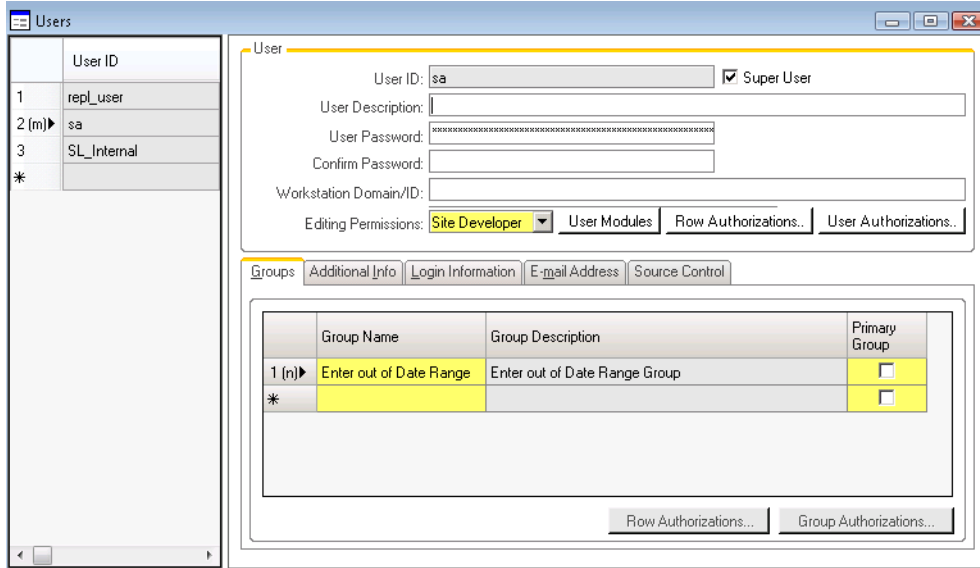 Users
User ID
1 repl_user
2 (m) sa
3 SL_Internal
*
User
User ID: sa
Super User
User Description:
User Password: ********************************************************
Confirm Password:
Workstation Domain/ID:
Editing Permissions: Site Developer User Modules Row Authorizations.. User Authorizations..
Groups Additional Info Login Information E-mail Address Source Control
Group Name Group Description Primary Group
1 (n) Enter out of Date Range Enter out of Date Range Group
*
Row Authorizations... Group Authorizations...